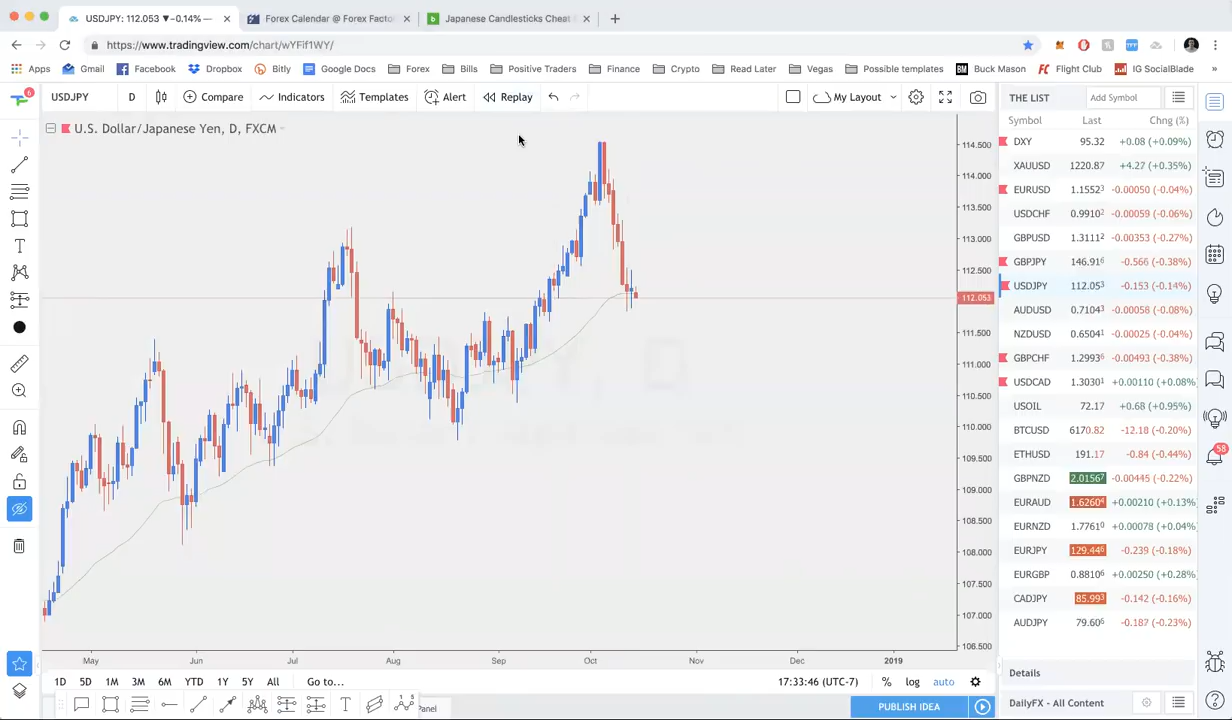 USDJPY: 112.053 ▼−0.14% —
Forex Calendar @ Forex Facto
Japanese Candlesticks Cheat
https://www.tradingview.com/chart/wYFif1WY/
Apps Gmail Facebook Dropbox Bitly Google Docs Forex Bills Positive Traders Finance Crypto Read Later Vegas Possible templates Buck Mason Flight Club IG SocialBlade »
6 USDJPY D Compare Indicators Templates Alert Replay My Layout
U.S. Dollar/Japanese Yen, D, FXCM
114.500
114.000
113.500
113.000
112.500
112.053
111.500
111.000
110.500
110.000
109.500
109.000
108.500
108.000
107.500
107.000
106.500
May Jun Jul Aug Sep Oct Nov Dec 2019
1D 5D 1M 3M 6M YTD 1Y 5Y All Go to... 17:33:46 (UTC-7) % log auto
anel
PUBLISH IDEA
THE LIST Add Symbol
Symbol Last Chng (%)
DXY 95.32 +0.08 (+0.09%)
XAUUSD 1220.87 +4.27 (+0.35%)
EURUSD 1.15523 -0.00050 (-0.04%)
USDCHF 0.99102 -0.00059 (-0.06%)
GBPUSD 1.31112 -0.00353 (-0.27%)
GBPJPY 146.916 -0.566 (-0.38%)
USDJPY 112.053 -0.153 (-0.14%)
AUDUSD 0.71043 -0.00058 (-0.08%)
NZDUSD 0.65041 -0.00025 (-0.04%)
GBPCHF 1.29936 -0.00493 (-0.38%)
USDCAD 1.30301 +0.00110 (+0.08%)
USOIL 72.17 +0.68 (+0.95%)
BTCUSD 6170.82 -12.18 (-0.20%)
ETHUSD 191.17 -0.84 (-0.44%)
GBPNZD 2.01567 -0.00445 (-0.22%)
EURAUD 1.62604 +0.00210 (+0.13%
EURNZD 1.77610 +0.00078 (+0.04%
EURJPY 129.446 -0.239 (-0.18%)
EURGBP 0.88106 +0.00250 (+0.28%
CADJPY 85.993 -0.142 (-0.16%)
AUDJPY 79.606 -0.187 (-0.23%)
58
Details
DailyFX - All Content